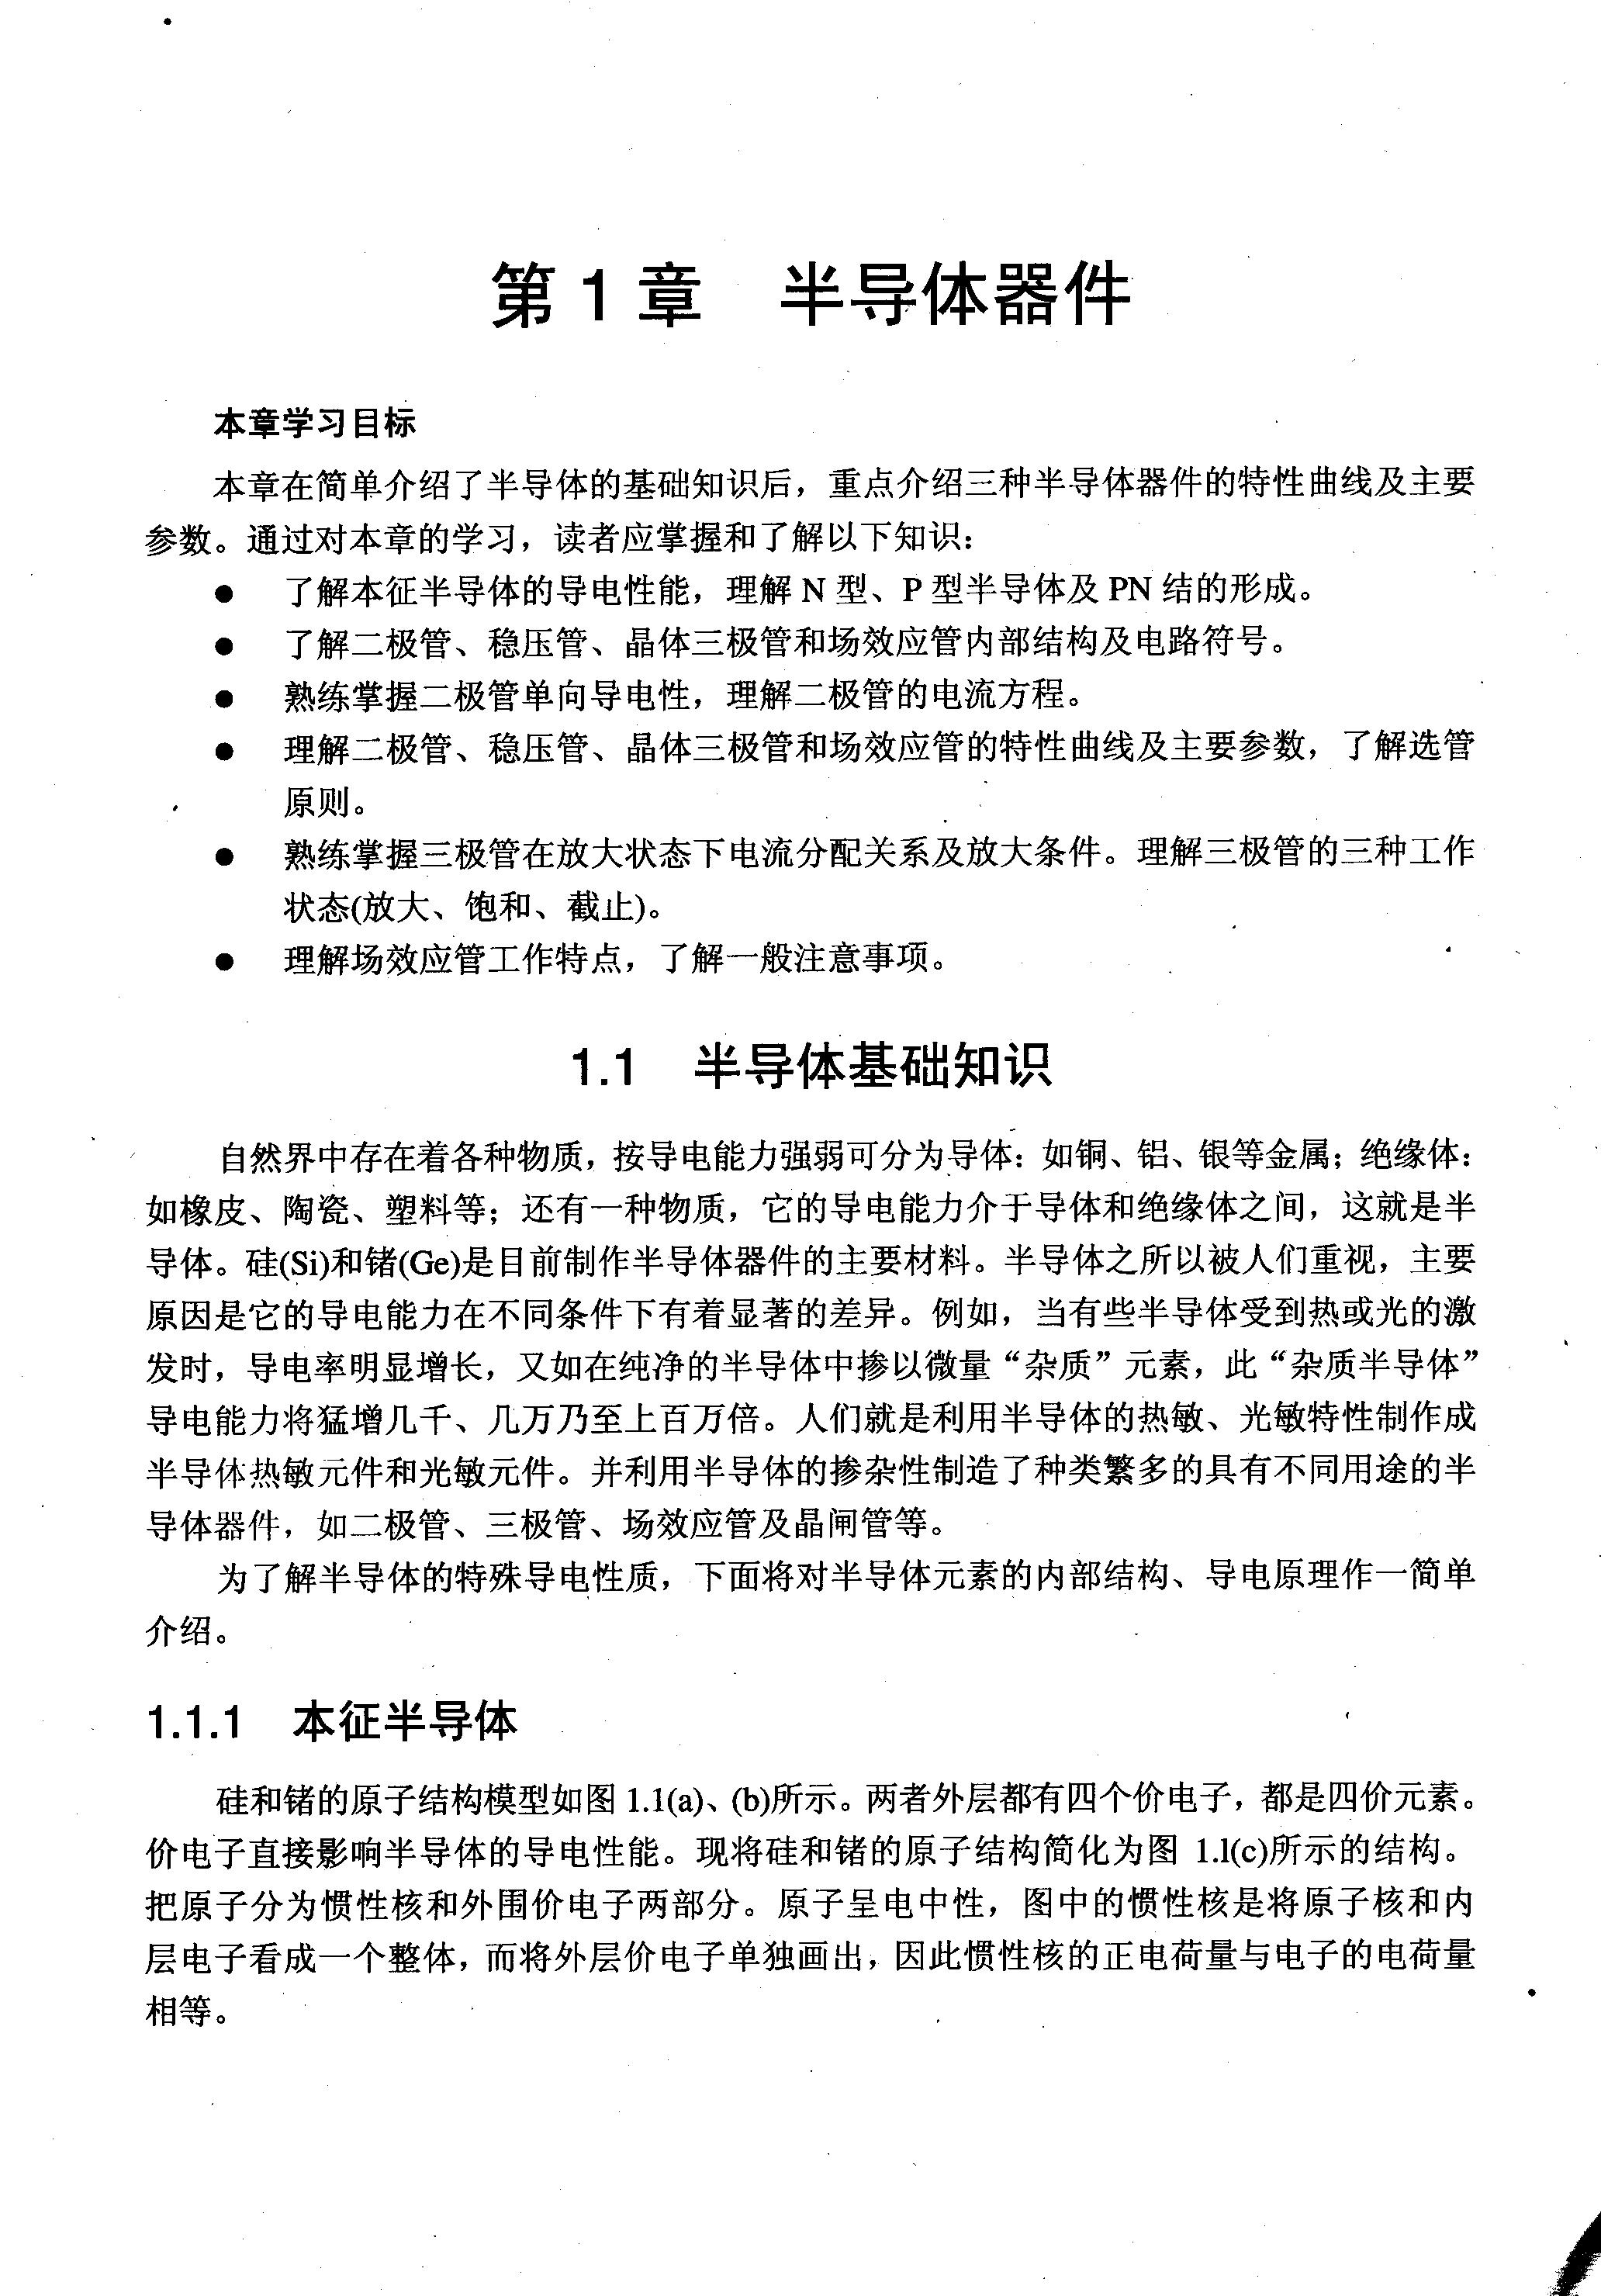 第 1 章　半导体器件
本章学习目标
本章在简单介绍了半导体的基础知识后，重点介绍三种半导体器件的特性曲线及主要
参数。通过对本章的学习，读者应掌握和了解以下知识：
● 了解本征半导体的导电性能，理解 N 型、P 型半导体及 PN 结的形成。
● 了解二极管、稳压管、晶体三极管和场效应管内部结构及电路符号。
● 熟练掌握二极管单向导电性，理解二极管的电流方程。
● 理解二极管、稳压管、晶体三极管和场效应管的特性曲线及主要参数，了解选管
原则。
● 熟练掌握三极管在放大状态下电流分配关系及放大条件。理解三极管的三种工作
状态(放大、饱和、截止)。
● 理解场效应管工作特点，了解一般注意事项。
1.1　半导体基础知识
自然界中存在着各种物质，按导电能力强弱可分为导体：如铜、铝、银等金属；绝缘体：
如橡皮、陶瓷、塑料等；还有一种物质，它的导电能力介于导体和绝缘体之间，这就是半
导体。硅(Si)和锗(Ge)是目前制作半导体器件的主要材料。半导体之所以被人们重视，主要
原因是它的导电能力在不同条件下有着显著的差异。例如，当有些半导体受到热或光的激
发时，导电率明显增长，又如在纯净的半导体中掺以微量“杂质”元素，此“杂质半导体”
导电能力将猛增几千、几万乃至上百万倍。人们就是利用半导体的热敏、光敏特性制作成
半导体热敏元件和光敏元件。并利用半导体的掺杂性制造了种类繁多的具有不同用途的半
导体器件，如二极管、三极管、场效应管及晶闸管等。
为了解半导体的特殊导电性质，下面将对半导体元素的内部结构、导电原理作一简单
介绍。
1.1.1　本征半导体
硅和锗的原子结构模型如图 1.1(a)、(b)所示。两者外层都有四个价电子，都是四价元素。
价电子直接影响半导体的导电性能。现将硅和锗的原子结构简化为图 1.l(c)所示的结构。
把原子分为惯性核和外围价电子两部分。原子呈电中性，图中的惯性核是将原子核和内
层电子看成一个整体，而将外层价电子单独画出，因此惯性核的正电荷量与电子的电荷量
相等。